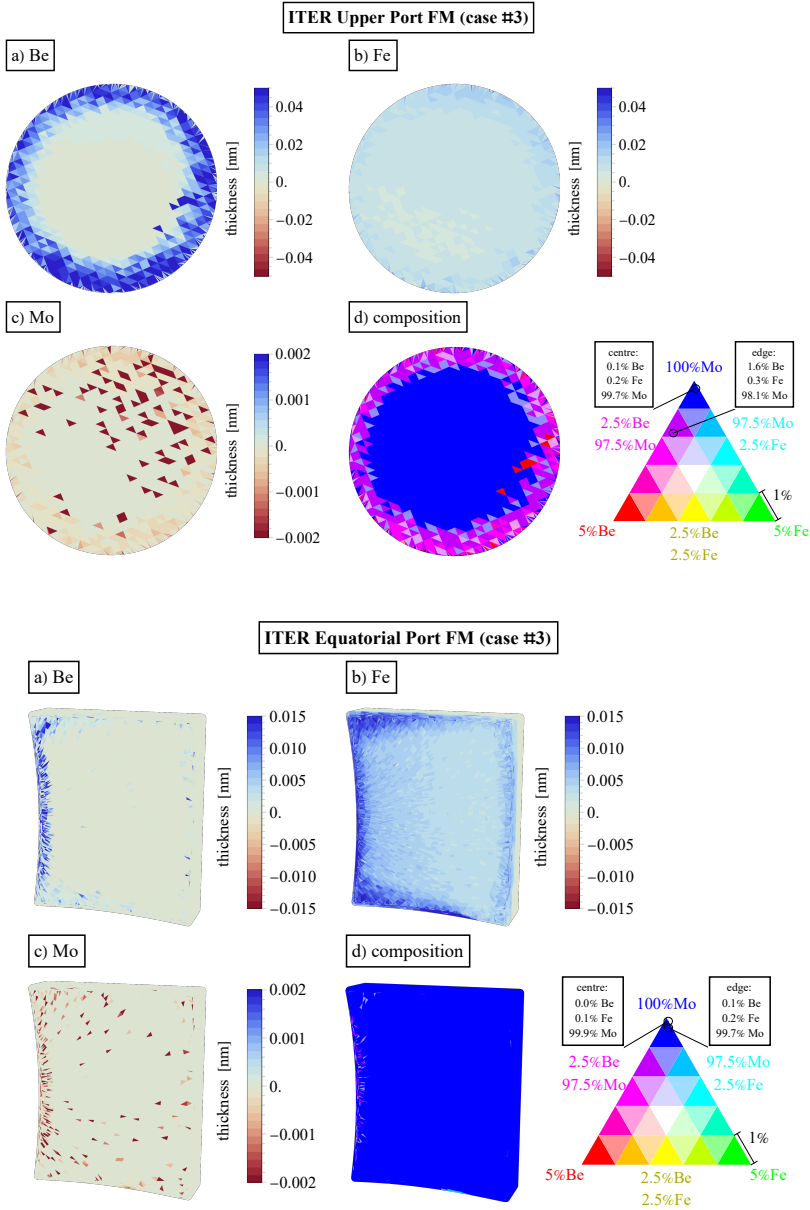 ITER Upper Port FM (case #3)
a) Be
b) Fe
0.04
0.02
0.
−0.02
−0.04
thickness [nm]
0.04
0.02
0.
−0.02
−0.04
thickness [nm]
c) Mo
d) composition
0.002
0.001
0.
−0.001
−0.002
thickness [nm]
centre:
0.1% Be
0.2% Fe
99.7% Mo
edge:
1.6% Be
0.3% Fe
98.1% Mo
100%Mo
2.5%Be
97.5%Mo
97.5%Mo
2.5%Fe
1%
5%Be
2.5%Be
2.5%Fe
5%Fe
ITER Equatorial Port FM (case #3)
a) Be
b) Fe
0.015
0.010
0.005
0.
−0.005
−0.010
−0.015
thickness [nm]
0.015
0.010
0.005
0.
−0.005
−0.010
−0.015
thickness [nm]
c) Mo
d) composition
0.002
0.001
0.
−0.001
−0.002
thickness [nm]
centre:
0.0% Be
0.1% Fe
99.9% Mo
edge:
0.1% Be
0.2% Fe
99.7% Mo
100%Mo
2.5%Be
97.5%Mo
97.5%Mo
2.5%Fe
1%
5%Be
2.5%Be
2.5%Fe
5%Fe